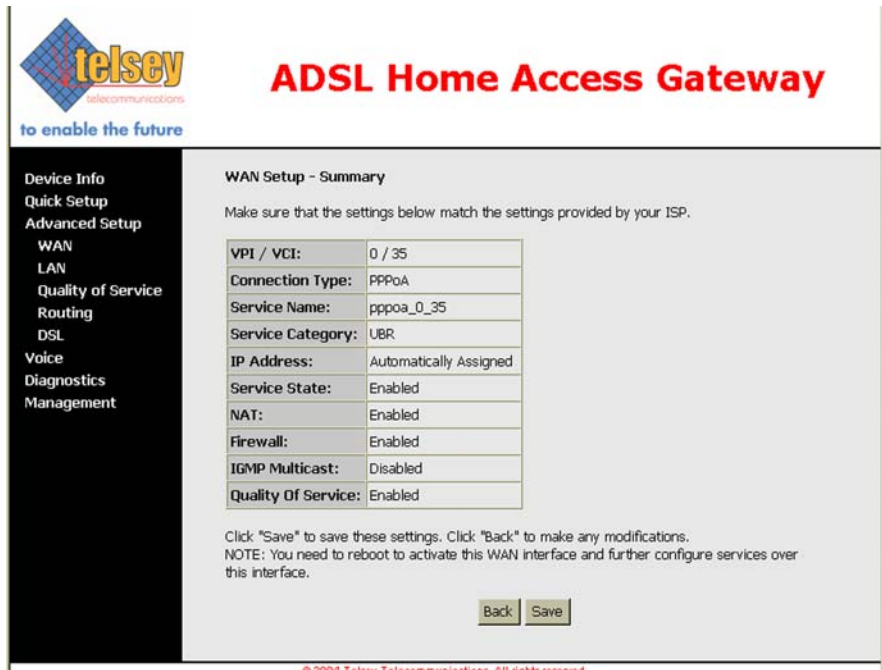 telsey
telecommunications
to enable the future
ADSL Home Access Gateway
Device Info
Quick Setup
Advanced Setup
WAN
LAN
Quality of Service
Routing
DSL
Voice
Diagnostics
Management
WAN Setup - Summary
Make sure that the settings below match the settings provided by your ISP.
VPI / VCI: 0 / 35
Connection Type: PPPoA
Service Name: pppoa_0_35
Service Category: UBR
IP Address: Automatically Assigned
Service State: Enabled
NAT: Enabled
Firewall: Enabled
IGMP Multicast: Disabled
Quality Of Service: Enabled
Click "Save" to save these settings. Click "Back" to make any modifications.
NOTE: You need to reboot to activate this WAN interface and further configure services over
this interface.
Back Save
Telsey Telecommunications. All rights reserved